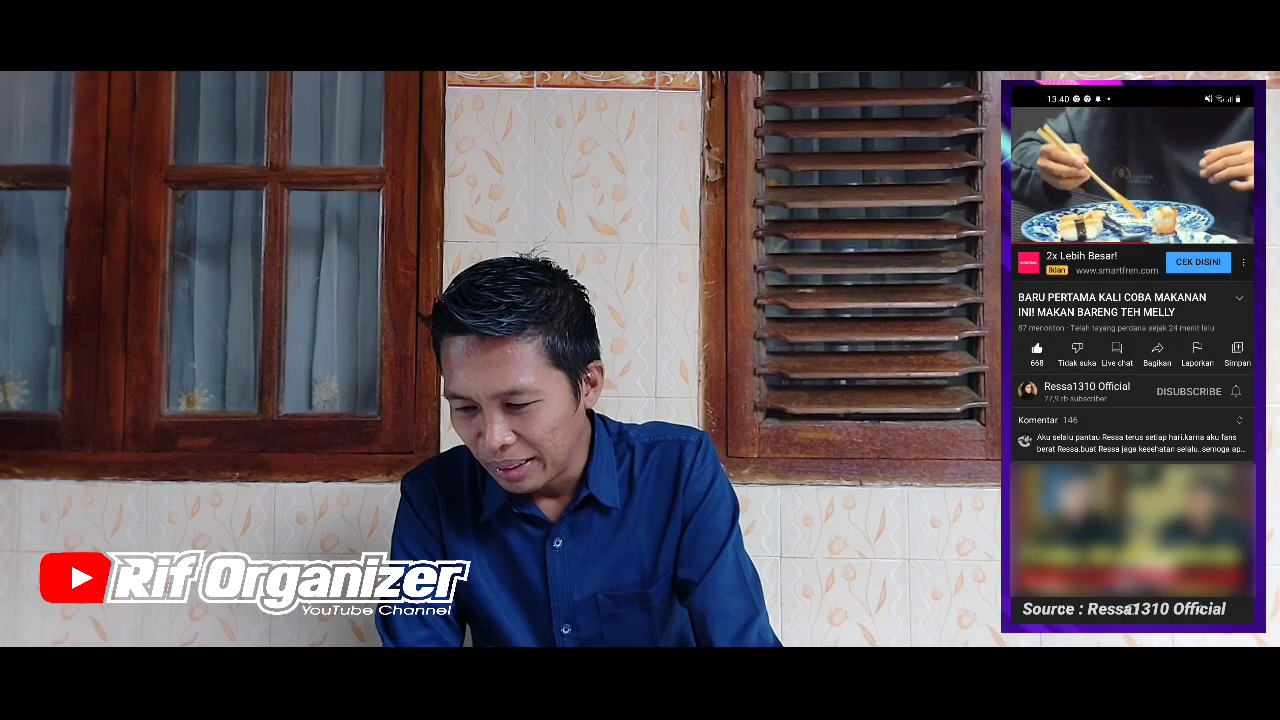 Rif Organizer
YouTube Channel
13.40
2x Lebih Besar!
Iklan www.smartfren.com
CEK DISINI
BARU PERTAMA KALI COBA MAKANAN
INI! MAKAN BARENG TEH MELLY
87 menonton · Telah tayang perdana sejak 24 menit lalu
668
Tidak suka
Live chat
Bagikan
Laporkan
Simpan
Ressa1310 Official
77,9 rb subscriber
DISUBSCRIBE
Komentar 146
Aku selalu pantau Ressa terus setiap hari.karna aku fans
berat Ressa.buat Ressa jaga kesehatan selalu..semoga ap...
Source : Ressa1310 Official